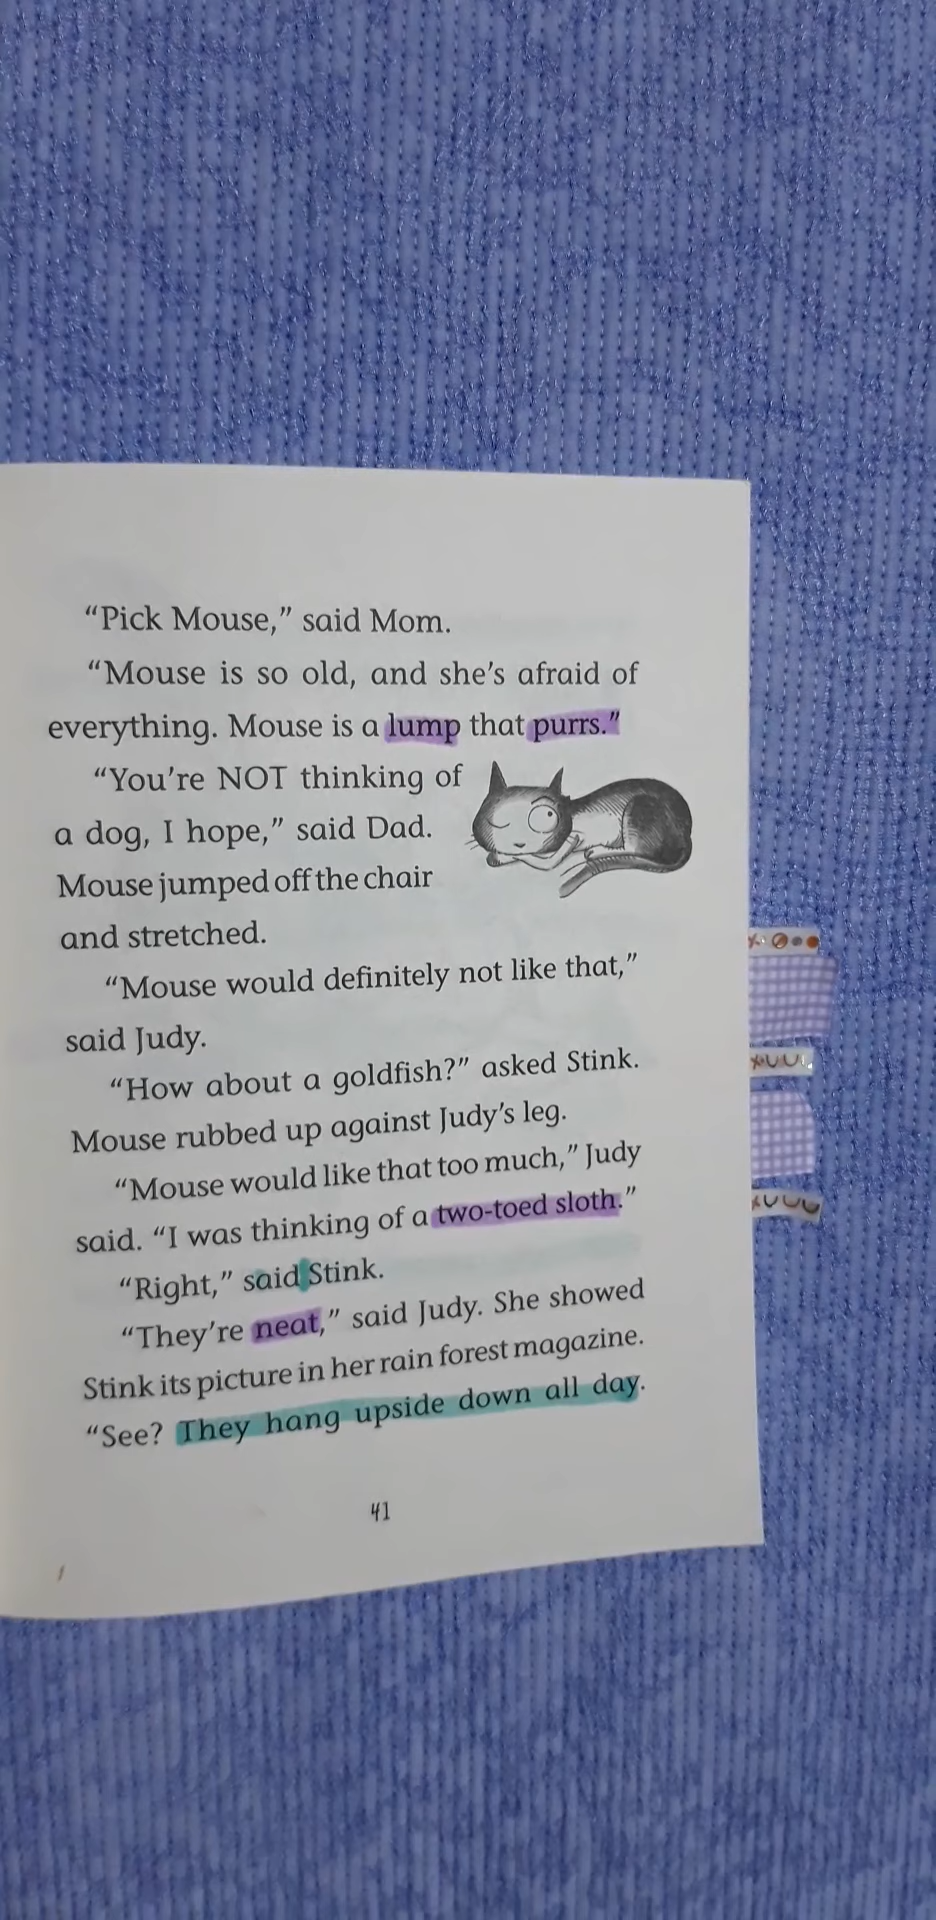 “Pick Mouse,” said Mom.
“Mouse is so old, and she’s afraid of
everything. Mouse is a lump that purrs.”
“You’re NOT thinking of
a dog, I hope,” said Dad.
Mouse jumped off the chair
and stretched.
“Mouse would definitely not like that,”
said Judy.
“How about a goldfish?” asked Stink.
Mouse rubbed up against Judy’s leg.
“Mouse would like that too much,” Judy
said. “I was thinking of a two-toed sloth.”
“Right,” said Stink.
“They’re neat,” said Judy. She showed
Stink its picture in her rain forest magazine.
“See? They hang upside down all day.
41